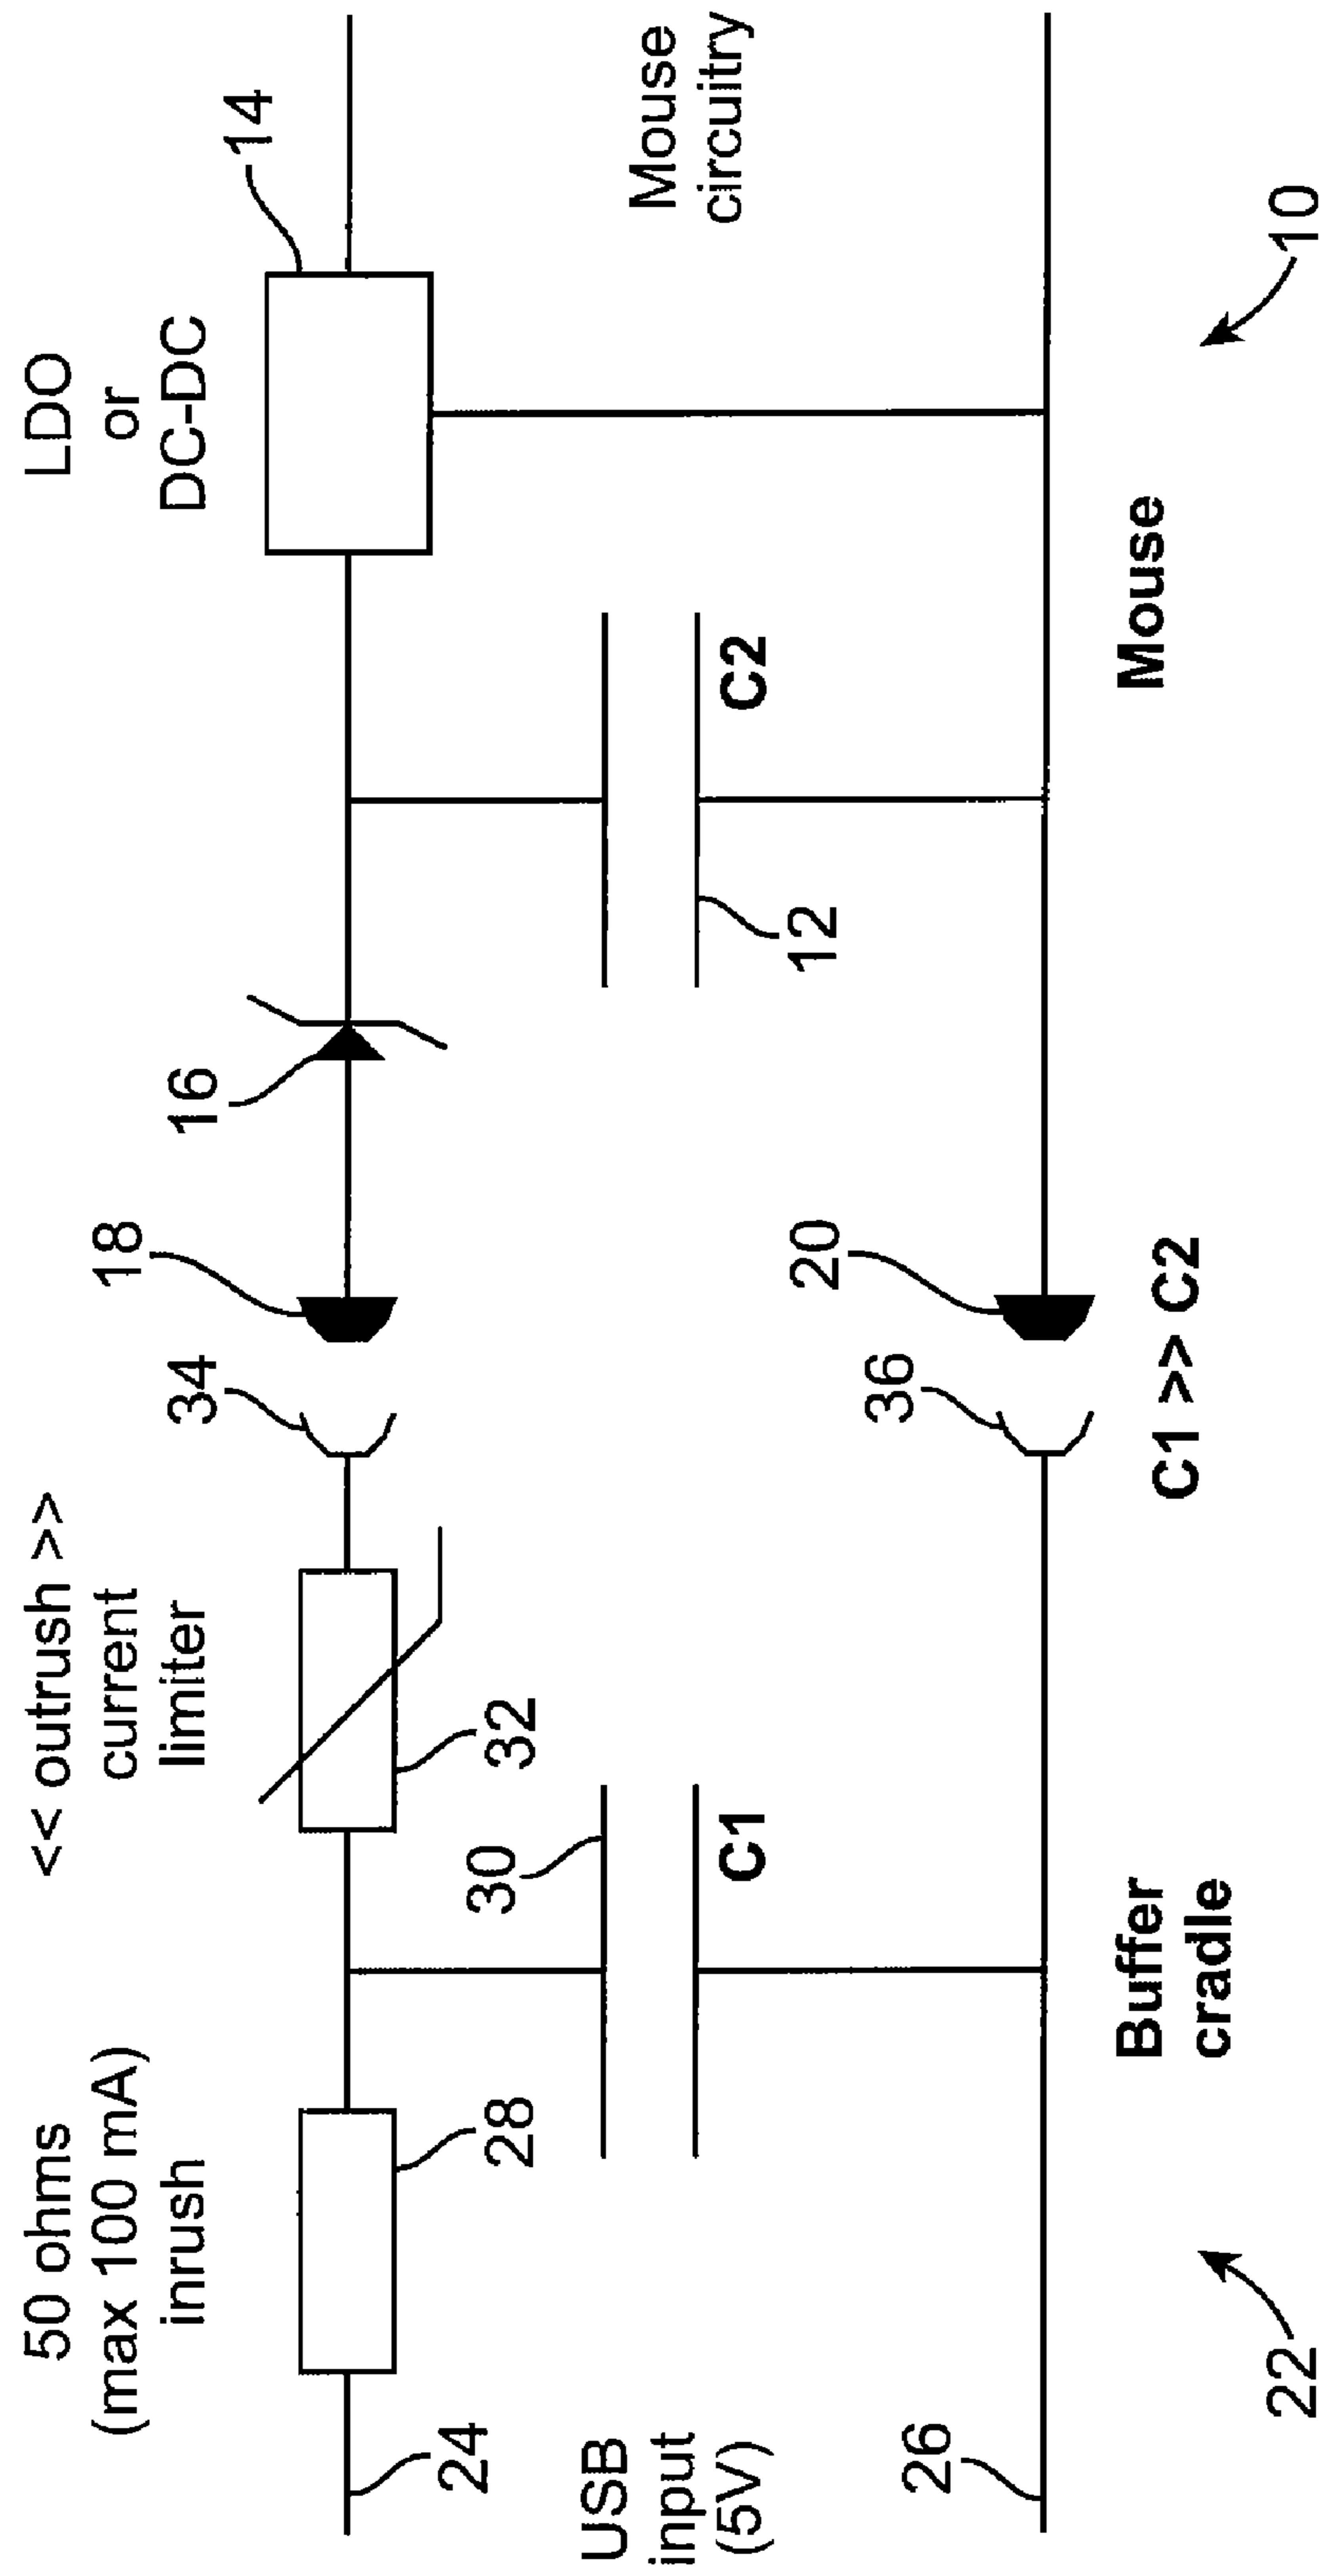 50 ohms
(max 100 mA)
inrush
<< outrush >>
current
limiter
LDO
or
DC-DC
14
16
18
34
32
28
24
30
C1
12
C2
USB
input
(5V)
26
36
20
Mouse
circuitry
Buffer
cradle
C1 >> C2
Mouse
22
10